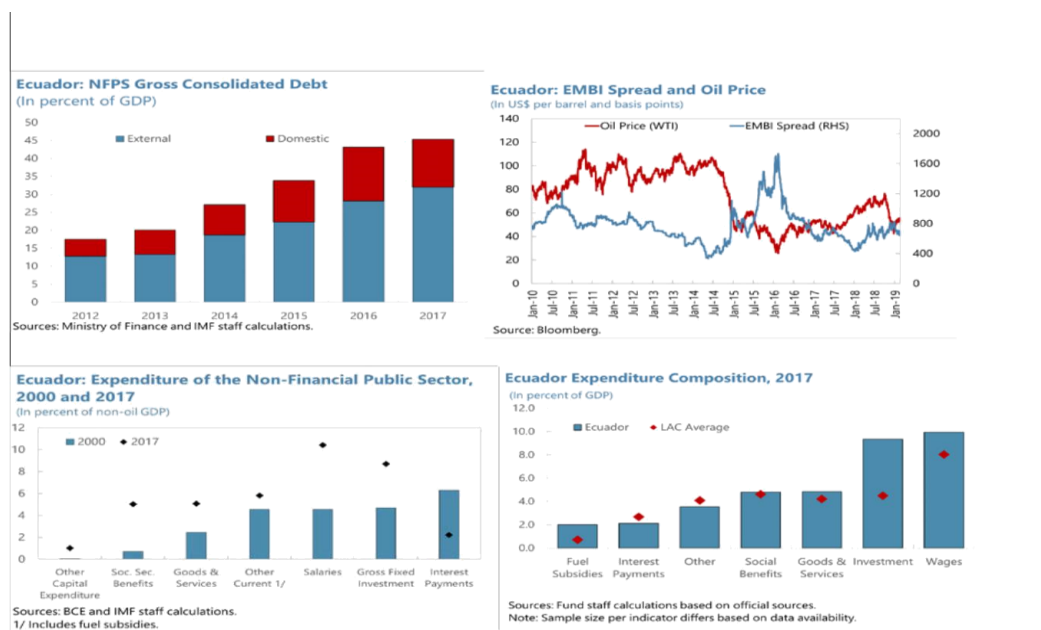 Ecuador: NFPS Gross Consolidated Debt
(In percent of GDP)
50
45
40
35
30
25
20
15
10
5
0
External
Domestic
2012 2013 2014 2015 2016 2017
Sources: Ministry of Finance and IMF staff calculations.
Ecuador: EMBI Spread and Oil Price
(In US$ per barrel and basis points)
140
120
100
80
60
40
20
0
Oil Price (WTI)
EMBI Spread (RHS)
2000
1600
1200
800
400
0
Jan-10
Jul-10
Jan-11
Jul-11
Jan-12
Jul-12
Jan-13
Jul-13
Jan-14
Jul-14
Jan-15
Jul-15
Jan-16
Jul-16
Jan-17
Jul-17
Jan-18
Jul-18
Jan-19
Source: Bloomberg.
Ecuador: Expenditure of the Non-Financial Public Sector,
2000 and 2017
(In percent of non-oil GDP)
12
10
8
6
4
2
0
2000
2017
Other
Capital
Expenditure
Soc. Sec.
Benefits
Goods &
Services
Other
Current 1/
Salaries
Gross Fixed
Investment
Interest
Payments
Sources: BCE and IMF staff calculations.
1/ Includes fuel subsidies.
Ecuador Expenditure Composition, 2017
(In percent of GDP)
12.0
10.0
8.0
6.0
4.0
2.0
0.0
Ecuador
LAC Average
Fuel
Subsidies
Interest
Payments
Other
Social
Benefits
Goods &
Services
Investment
Wages
Sources: Fund staff calculations based on official sources.
Note: Sample size per indicator differs based on data availability.